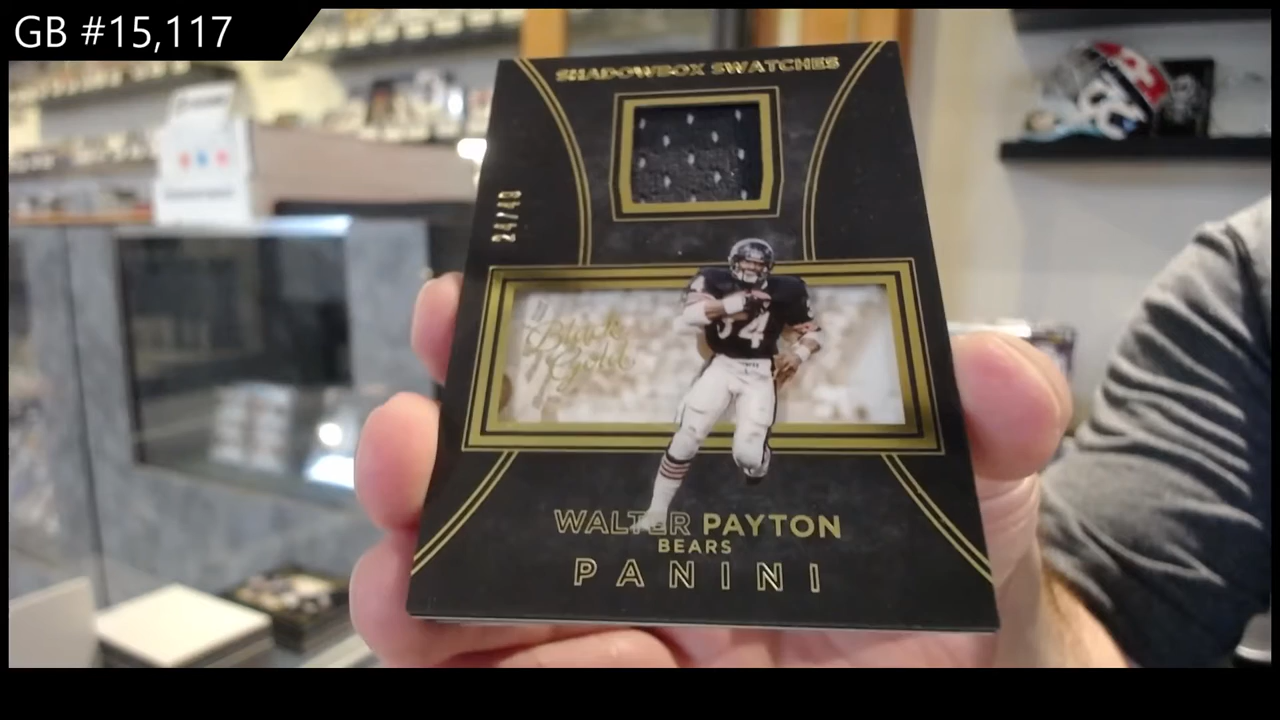 GB #15,117
SHADOWBOX SWATCHES
24/49
Black
Gold
34
WALTER PAYTON
BEARS
PANINI